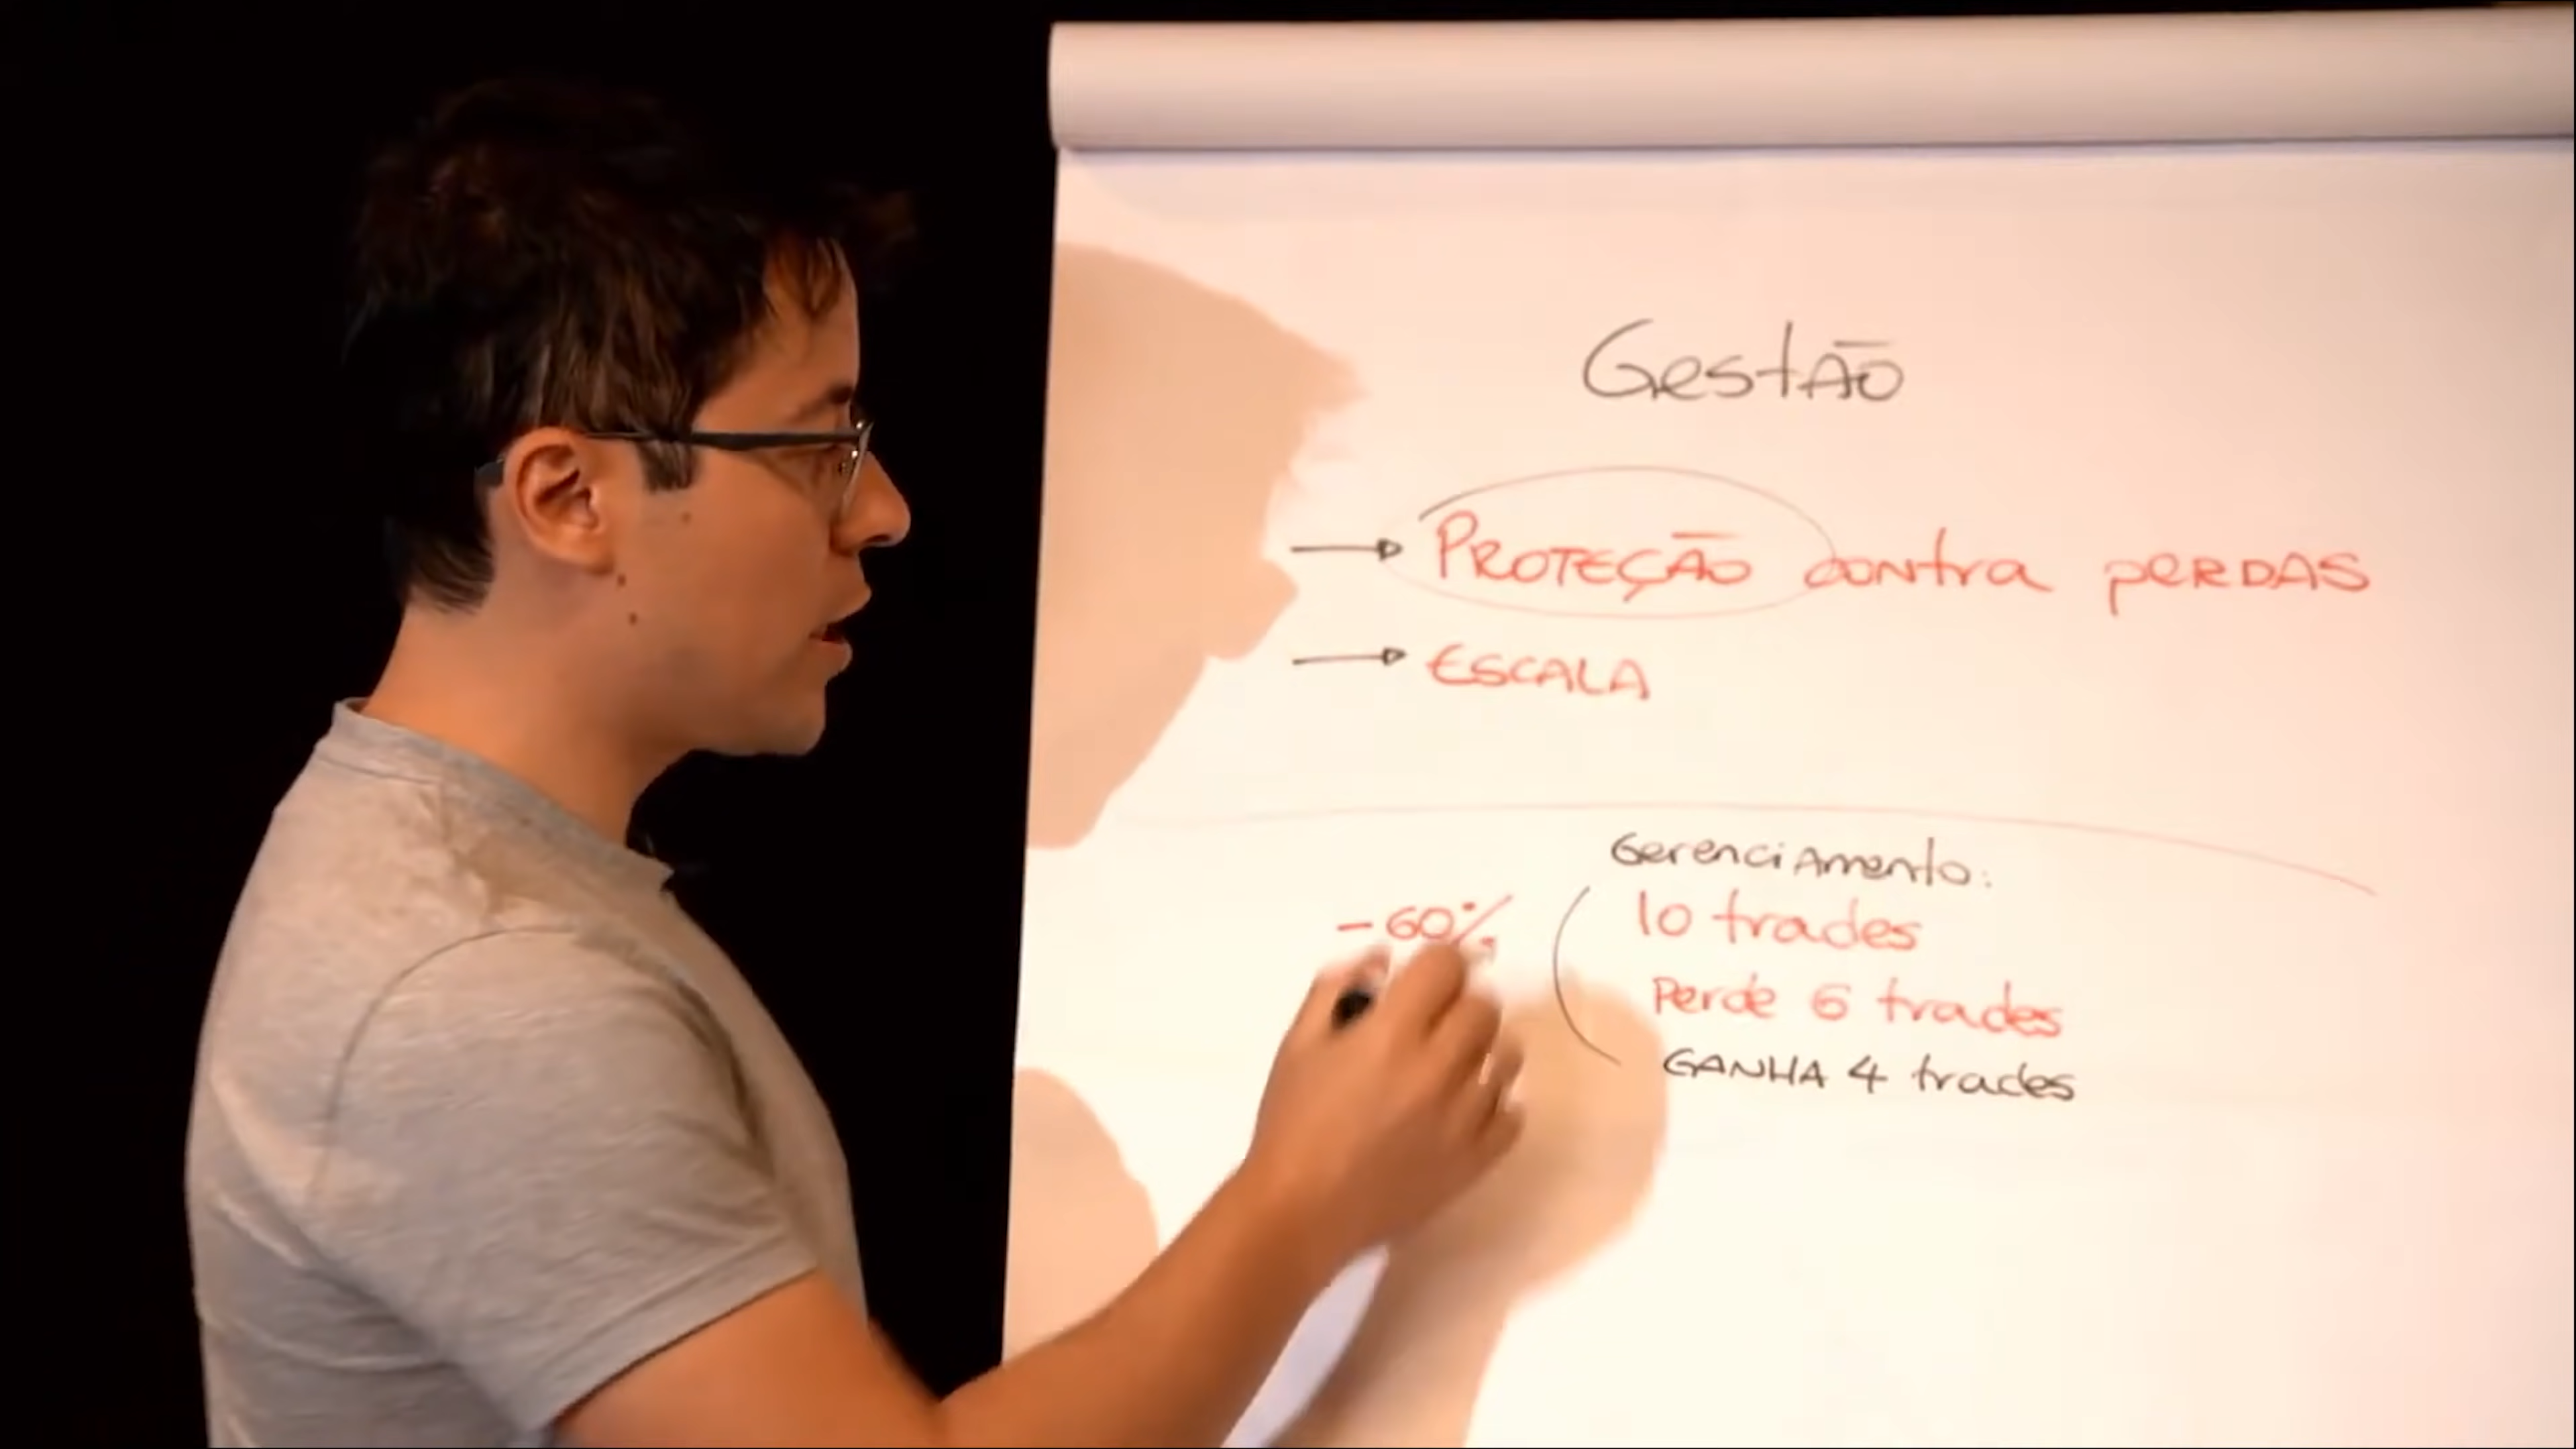 Gestão
PROTEÇÃO contra perdas
ESCALA
Gerenciamento:
-60%
10 trades
Perde 6 trades
GANHA 4 trades